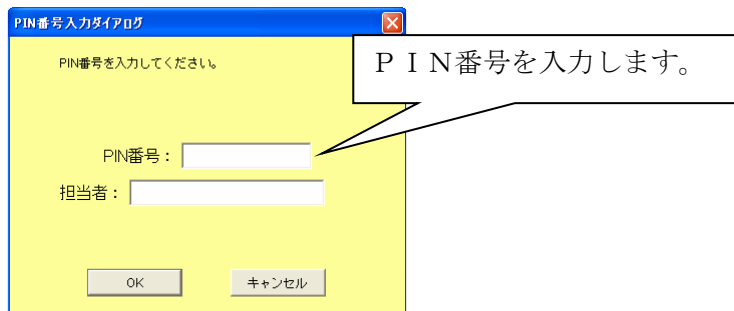 PIN番号入力ダイアログ
PIN番号を入力してください。
ＰＩＮ番号を入力します。
PIN番号：
担当者：
OK
キャンセル